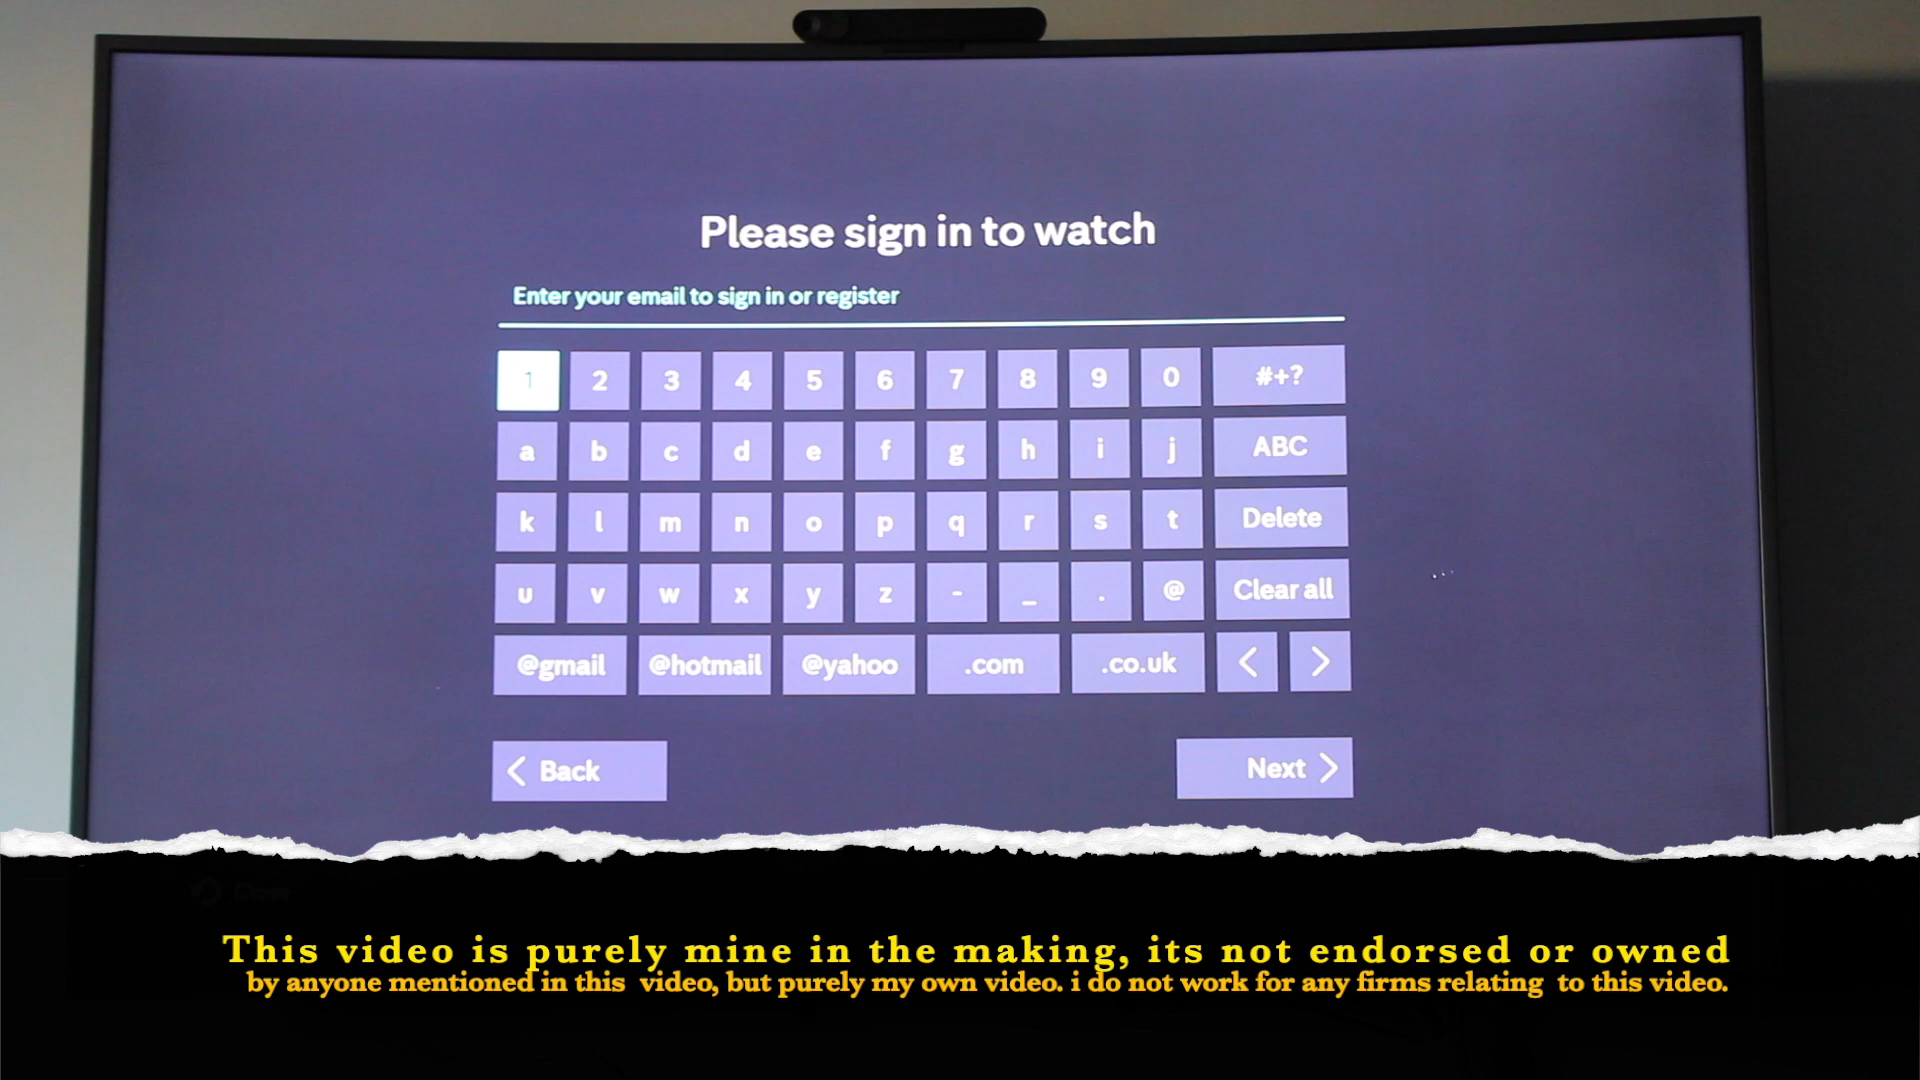 Please sign in to watch
Enter your email to sign in or register
1 2 3 4 5 6 7 8 9 0 #+?
a b c d e f g h i j ABC
k l m n o p q r s t Delete
u v w x y z - _ . @ Clear all
@gmail @hotmail @yahoo .com .co.uk < >
< Back Next >
This video is purely mine in the making, its not endorsed or owned
by anyone mentioned in this video, but purely my own video. i do not work for any firms relating to this video.